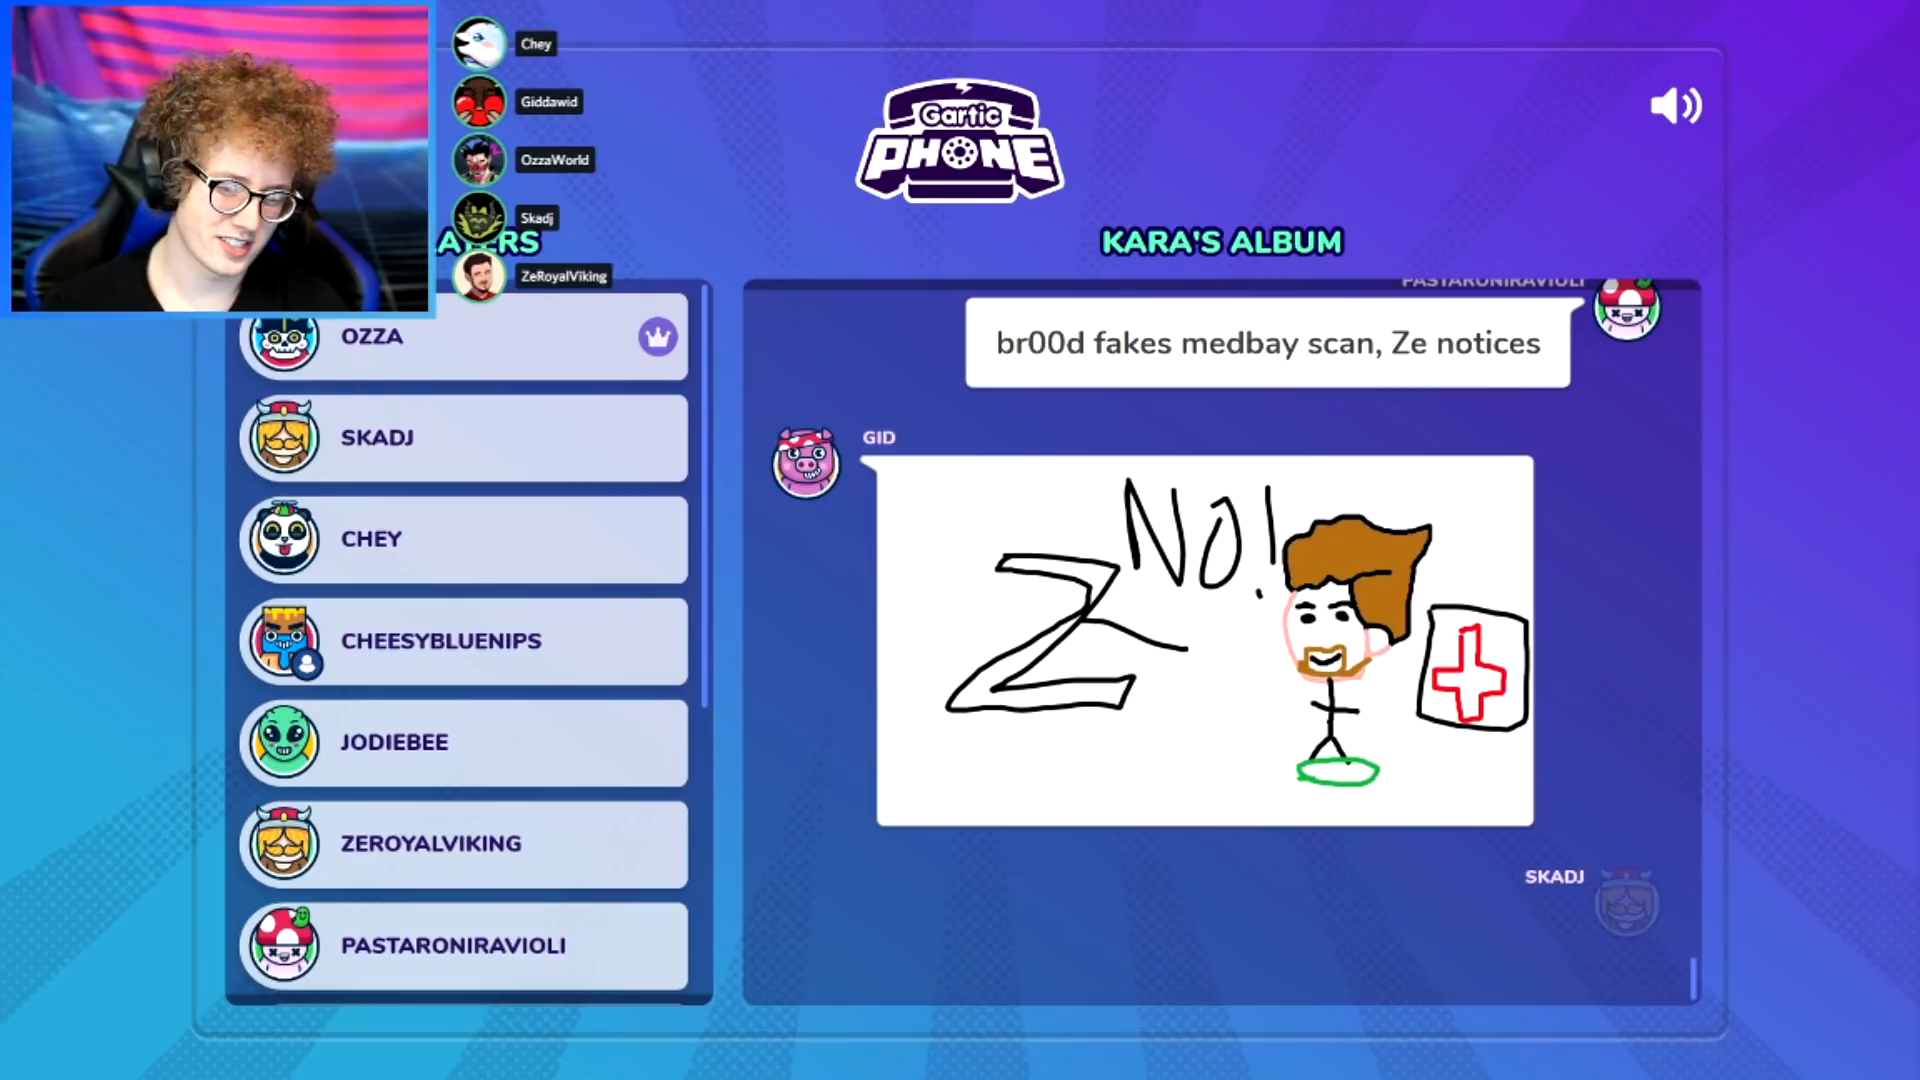 Chey
Giddawid
OzzaWorld
Skadj
ZeRoyalViking
Gartic
PHONE
AYERS
OZZA
SKADJ
CHEY
CHEESYBLUENIPS
JODIEBEE
ZEROYALVIKING
PASTARONIRAVIOLI
KARA'S ALBUM
PASTARONIRAVIOLI
br00d fakes medbay scan, Ze notices
GID
NO!
Z
SKADJ